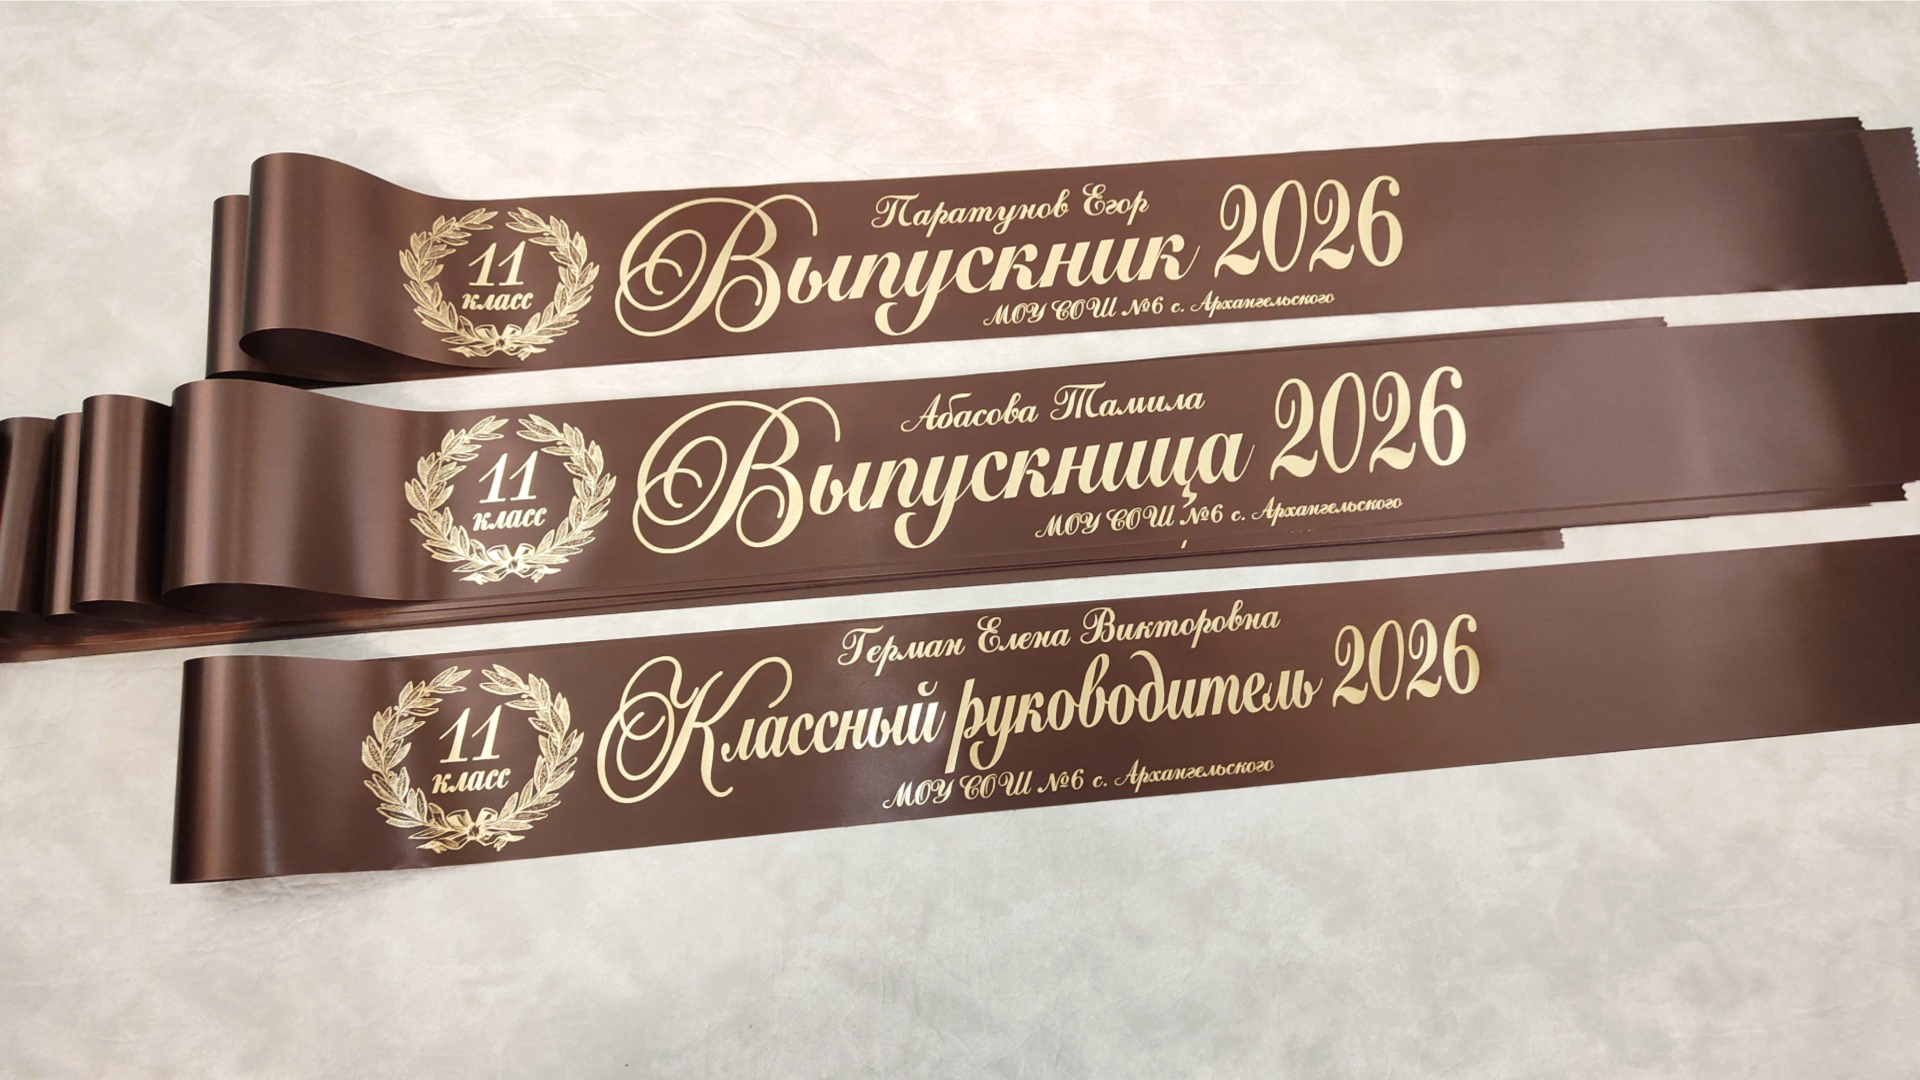 11
класс
Паратунов Егор
Выпускник 2026
МОУ СОШ №6 с. Архангельского
11
класс
Абасова Тамила
Выпускница 2026
МОУ СОШ №6 с. Архангельского
11
класс
Герман Елена Викторовна
Классный руководитель 2026
МОУ СОШ №6 с. Архангельского